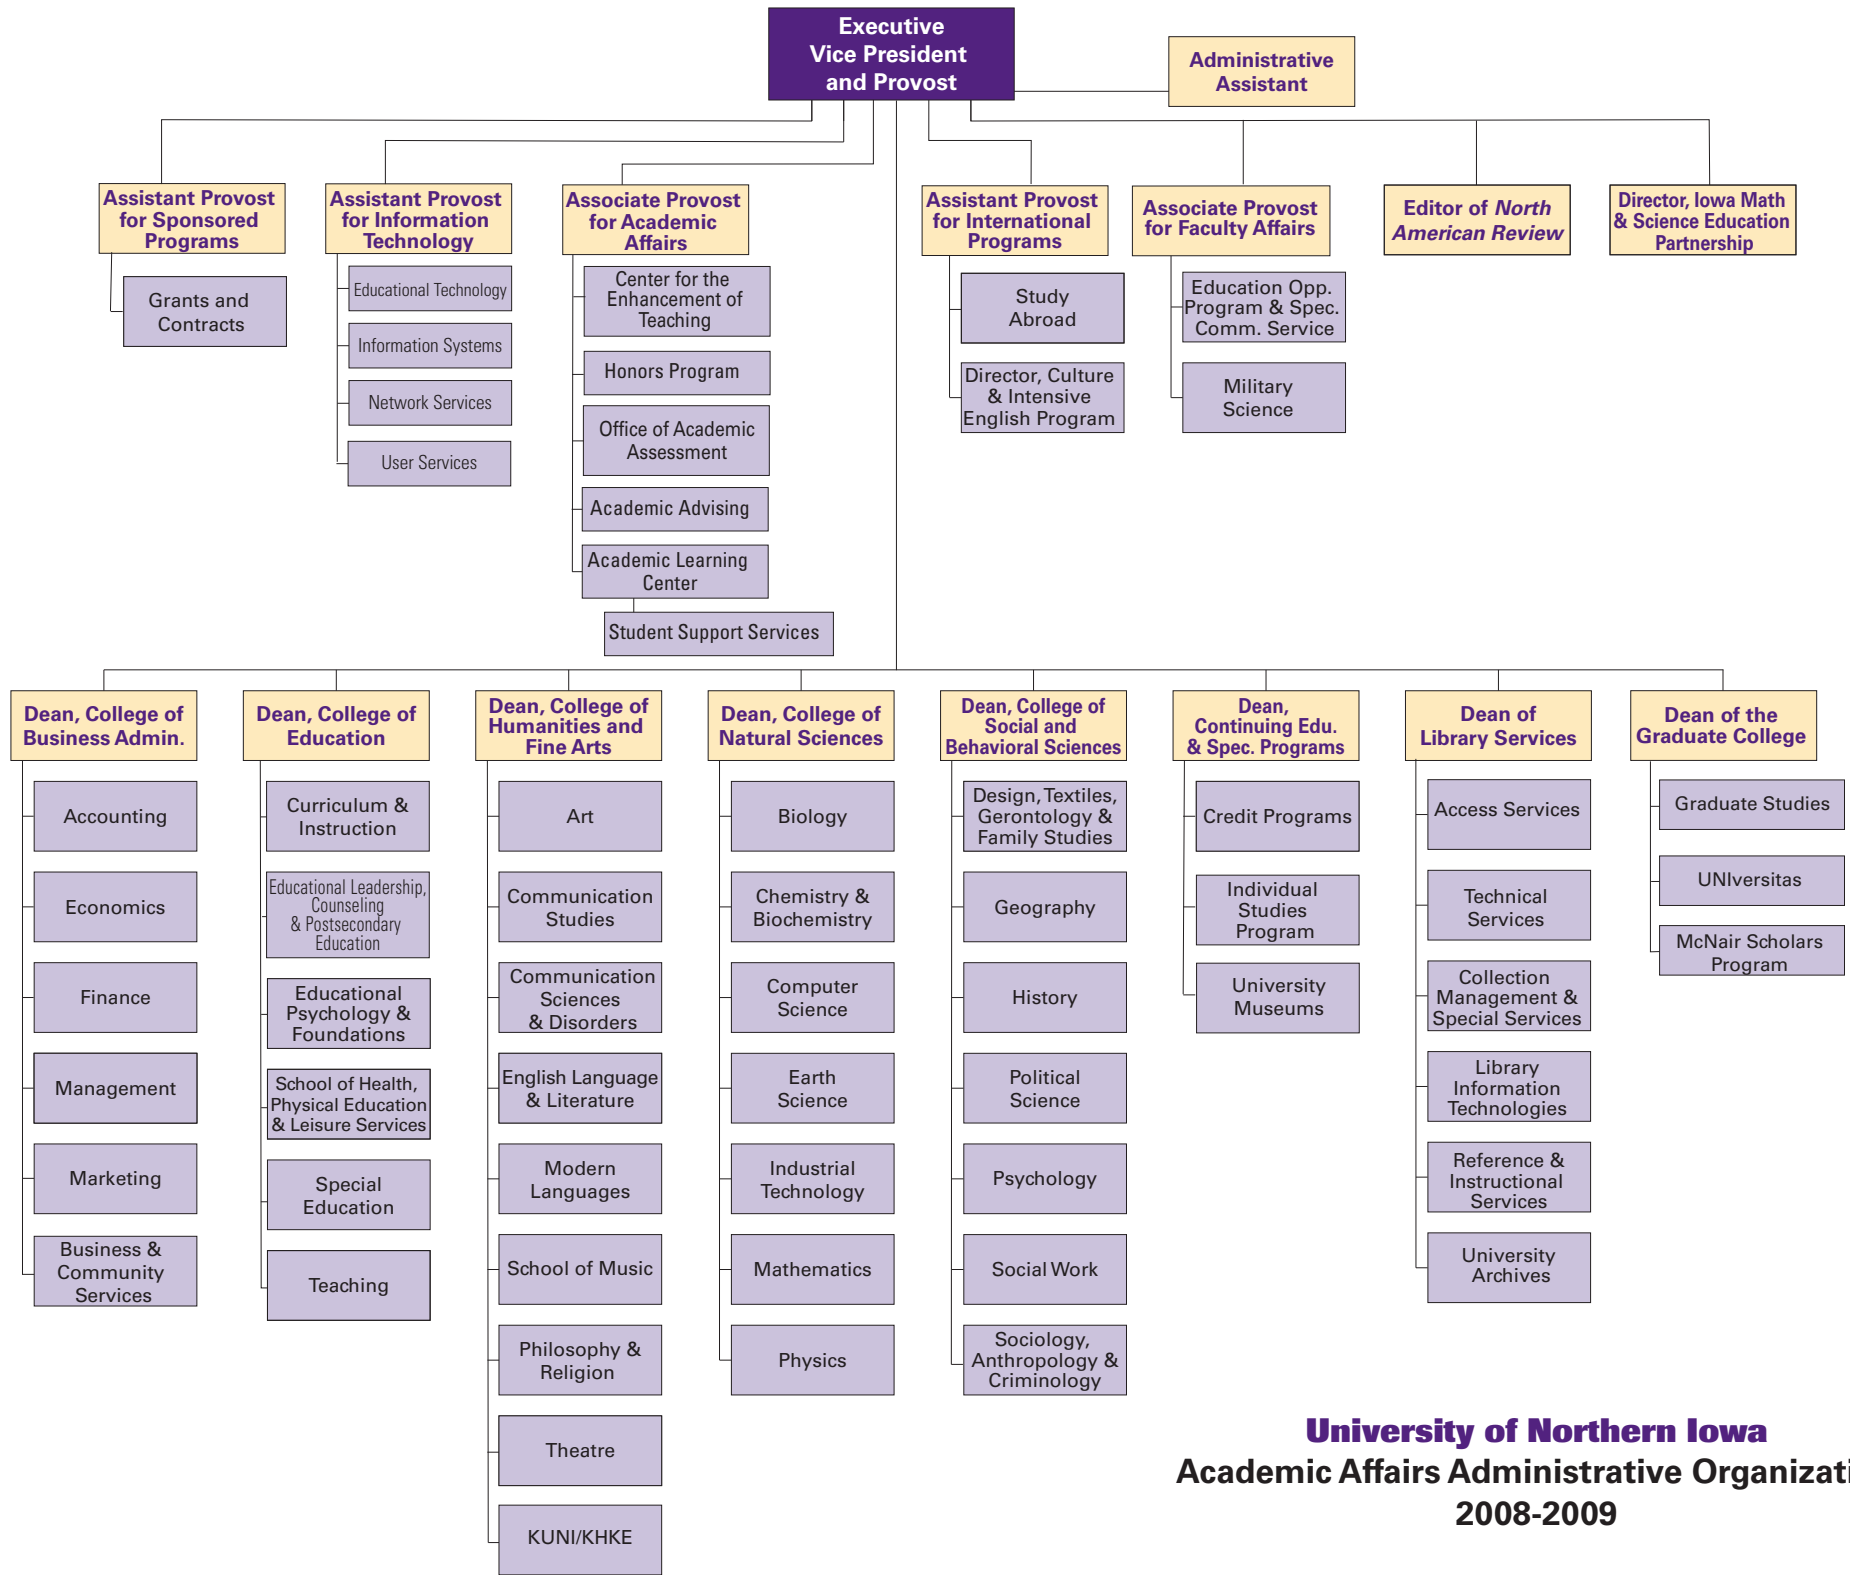 Executive
Vice President
and Provost
Administrative
Assistant
Assistant Provost
for Sponsored
Programs
Grants and
Contracts
Assistant Provost
for Information
Technology
Educational Technology
Information Systems
Network Services
User Services
Associate Provost
for Academic
Affairs
Center for the
Enhancement of
Teaching
Honors Program
Office of Academic
Assessment
Academic Advising
Academic Learning
Center
Student Support Services
Assistant Provost
for International
Programs
Study
Abroad
Director, Culture
& Intensive
English Program
Associate Provost
for Faculty Affairs
Education Opp.
Program & Spec.
Comm. Service
Military
Science
Editor of North
American Review
Director, Iowa Math
& Science Education
Partnership
Dean, College of
Business Admin.
Accounting
Economics
Finance
Management
Marketing
Business &
Community
Services
Dean, College of
Education
Curriculum &
Instruction
Educational Leadership,
Counseling
& Postsecondary
Education
Educational
Psychology &
Foundations
School of Health,
Physical Education
& Leisure Services
Special
Education
Teaching
Dean, College of
Humanities and
Fine Arts
Art
Communication
Studies
Communication
Sciences
& Disorders
English Language
& Literature
Modern
Languages
School of Music
Philosophy &
Religion
Theatre
KUNI/KHKE
Dean, College of
Natural Sciences
Biology
Chemistry &
Biochemistry
Computer
Science
Earth
Science
Industrial
Technology
Mathematics
Physics
Dean, College of
Social and
Behavioral Sciences
Design, Textiles,
Gerontology &
Family Studies
Geography
History
Political
Science
Psychology
Social Work
Sociology,
Anthropology &
Criminology
Dean,
Continuing Edu.
& Spec. Programs
Credit Programs
Individual
Studies
Program
University
Museums
Dean of
Library Services
Access Services
Technical
Services
Collection
Management &
Special Services
Library
Information
Technologies
Reference &
Instructional
Services
University
Archives
Dean of the
Graduate College
Graduate Studies
UNIversitas
McNair Scholars
Program
University of Northern Iowa
Academic Affairs Administrative Organizati
2008-2009